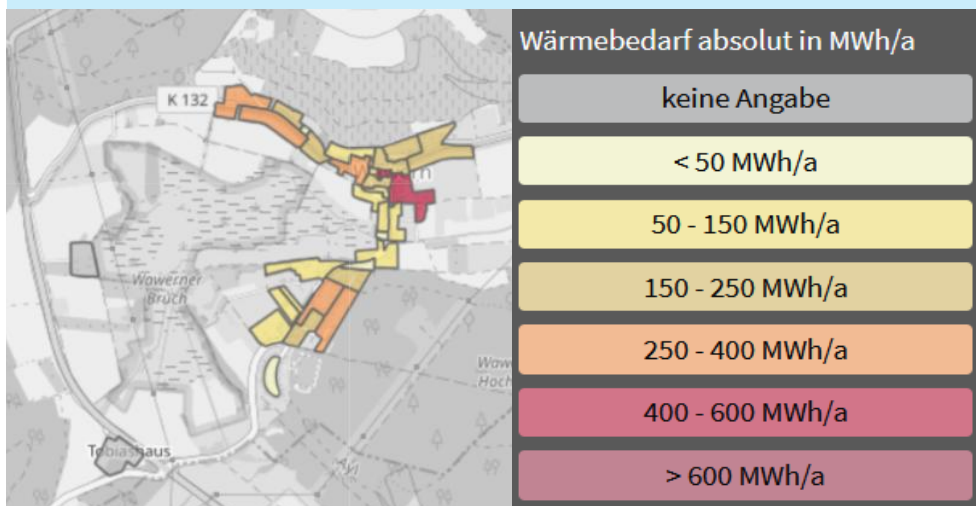 K 132
Wawerner
Bruch
Tobiashaus
Wärmebedarf absolut in MWh/a
keine Angabe
< 50 MWh/a
50 - 150 MWh/a
150 - 250 MWh/a
250 - 400 MWh/a
400 - 600 MWh/a
> 600 MWh/a